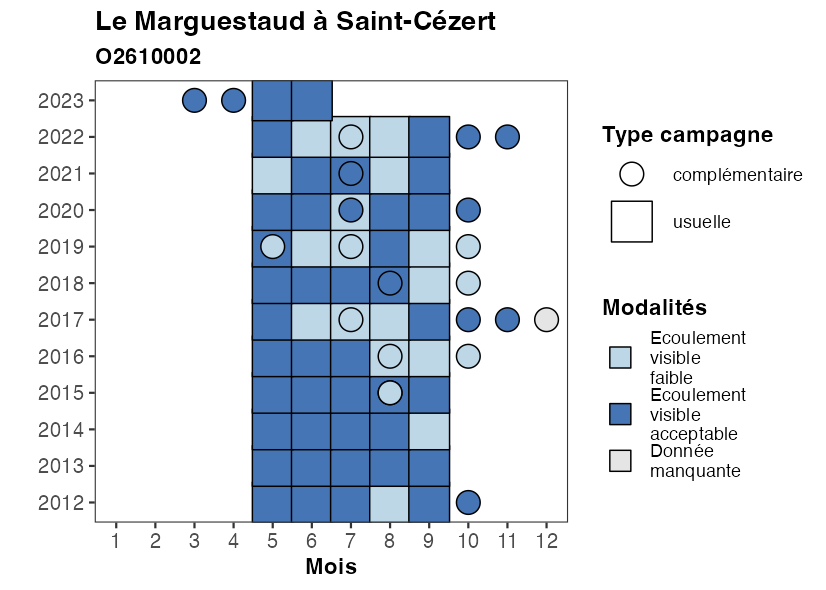 Le Marguestaud à Saint-Cézert
O2610002
2023
2022
2021
2020
2019
2018
2017
2016
2015
2014
2013
2012
1 2 3 4 5 6 7 8 9 10 11 12
Mois
Type campagne
complémentaire
usuelle
Modalités
Ecoulement
visible
faible
Ecoulement
visible
acceptable
Donnée
manquante